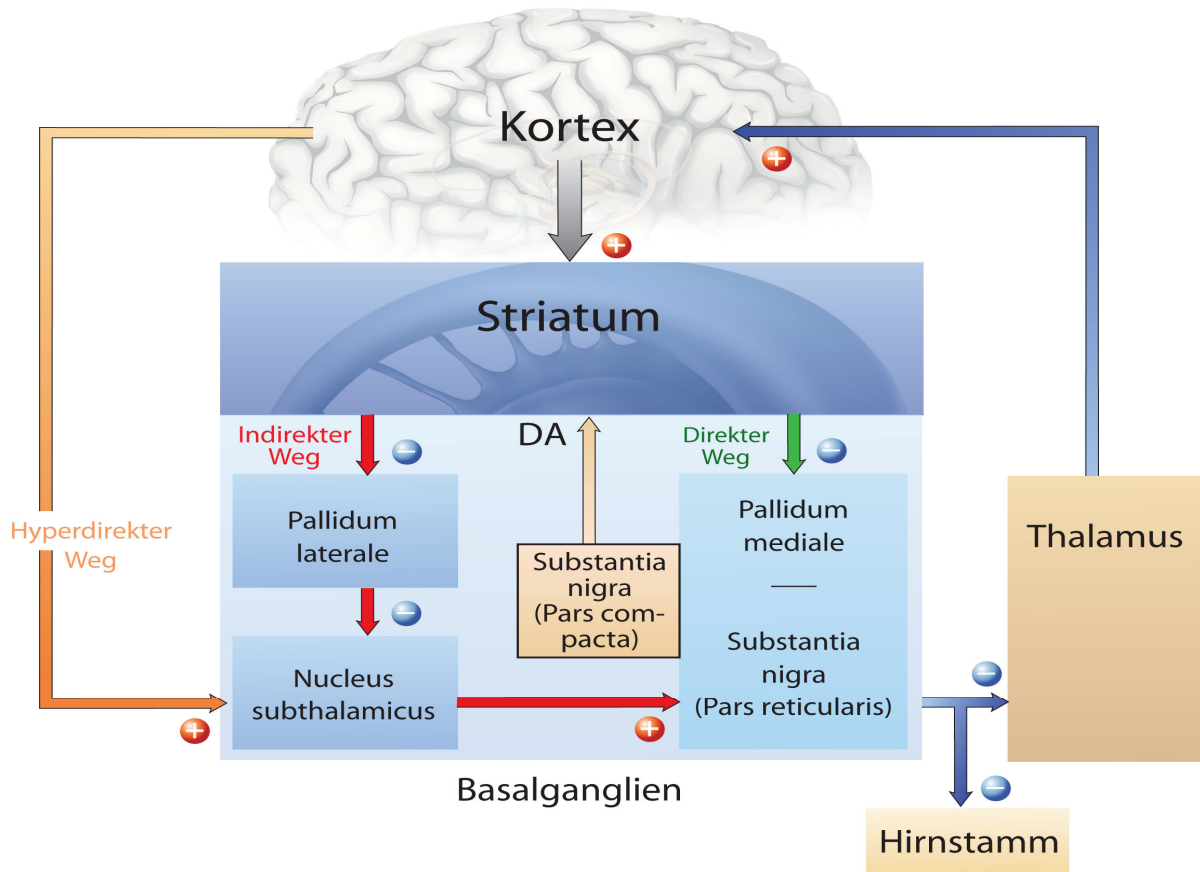 Kortex
+
+
Striatum
Indirekter
Weg
−
DA
Direkter
Weg
−
Hyperdirekter
Weg
Pallidum
laterale
−
Substantia
nigra
(Pars com-
pacta)
Pallidum
mediale
Substantia
nigra
(Pars reticularis)
Thalamus
Nucleus
subthalamicus
+
+
−
−
Basalganglien
Hirnstamm